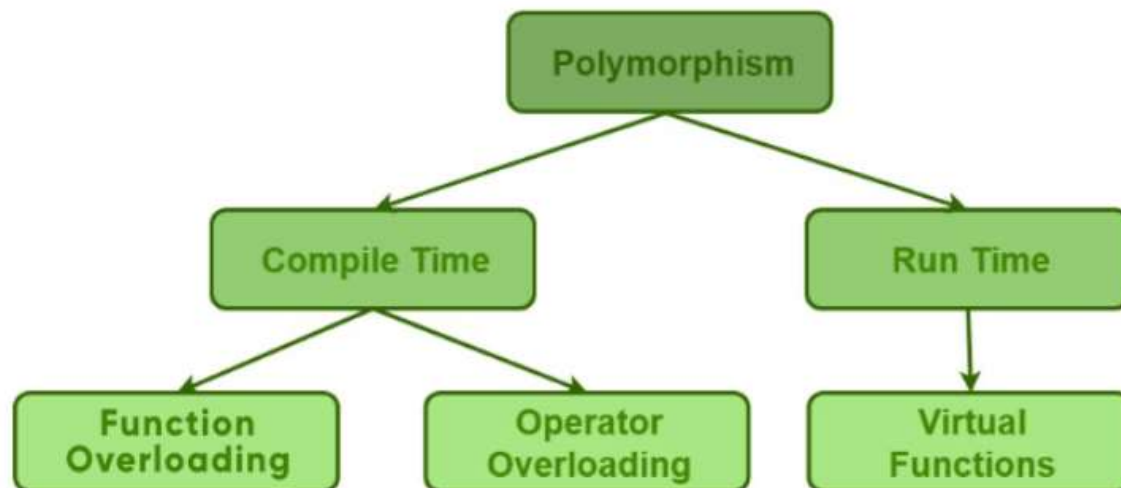 Polymorphism
Compile Time
Run Time
Function
Overloading
Operator
Overloading
Virtual
Functions